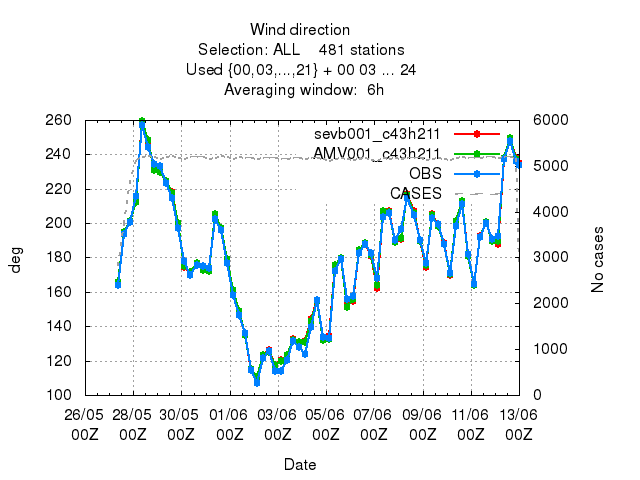 Wind direction
Selection: ALL 481 stations
Used {00,03,...,21} + 00 03 ... 24
Averaging window: 6h
260 6000
sevb001_c43h211
240 AMV001_c43h211 5000
OBS
220 CASES
200 4000
180 3000
deg No cases
160 2000
140
120 1000
100 0
26/05 28/05 30/05 01/06 03/06 05/06 07/06 09/06 11/06 13/06
00Z 00Z 00Z 00Z 00Z 00Z 00Z 00Z 00Z 00Z
Date